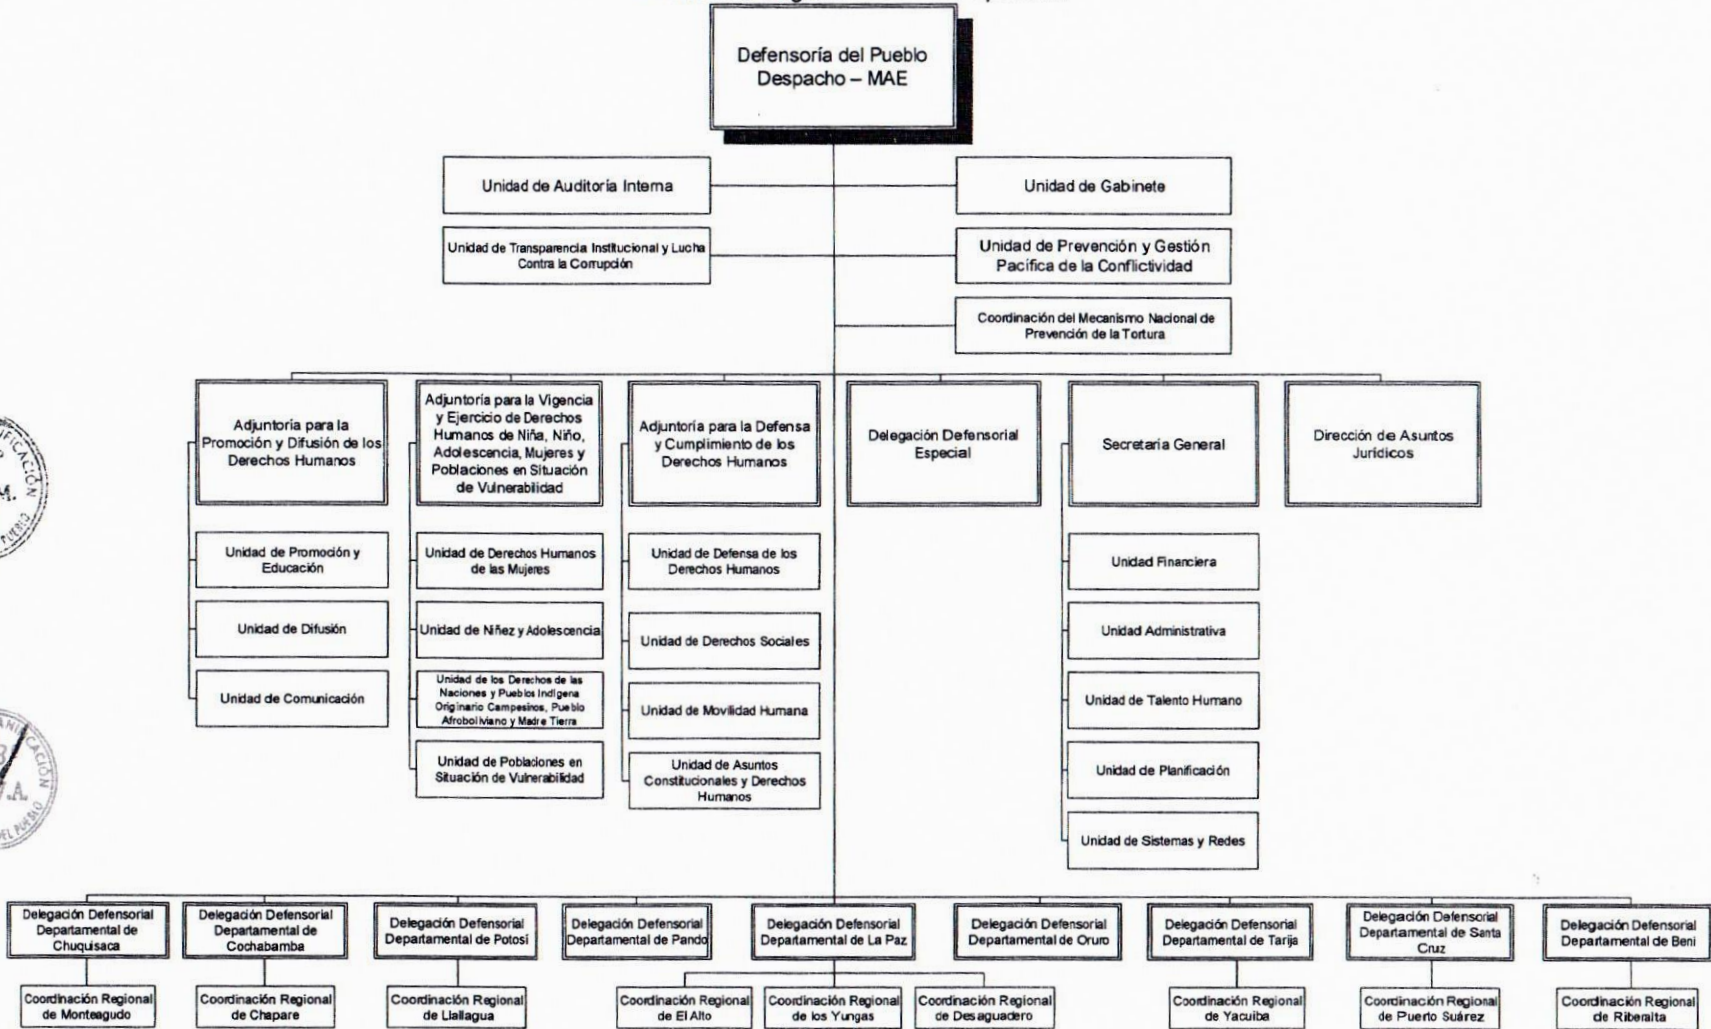 Defensoría del Pueblo
Despacho – MAE
Unidad de Auditoría Interna
Unidad de Gabinete
Unidad de Transparencia Institucional y Lucha
Contra la Corrupción
Unidad de Prevención y Gestión
Pacífica de la Conflictividad
Coordinación del Mecanismo Nacional de
Prevención de la Tortura
Adjuntoría para la
Promoción y Difusión de los
Derechos Humanos
Adjuntoría para la Vigencia
y Ejercicio de Derechos
Humanos de Niña, Niño,
Adolescencia, Mujeres y
Poblaciones en Situación
de Vulnerabilidad
Adjuntoría para la Defensa
y Cumplimiento de los
Derechos Humanos
Delegación Defensorial
Especial
Secretaría General
Dirección de Asuntos
Jurídicos
Unidad de Promoción y
Educación
Unidad de Difusión
Unidad de Comunicación
Unidad de Derechos Humanos
de las Mujeres
Unidad de Niñez y Adolescencia
Unidad de los Derechos de las
Naciones y Pueblos Indígena
Originario Campesinos, Pueblo
Afroboliviano y Madre Tierra
Unidad de Poblaciones en
Situación de Vulnerabilidad
Unidad de Defensa de los
Derechos Humanos
Unidad de Derechos Sociales
Unidad de Movilidad Humana
Unidad de Asuntos
Constitucionales y Derechos
Humanos
Unidad Financiera
Unidad Administrativa
Unidad de Talento Humano
Unidad de Planificación
Unidad de Sistemas y Redes
Delegación Defensorial
Departamental de
Chuquisaca
Delegación Defensorial
Departamental de
Cochabamba
Delegación Defensorial
Departamental de Potosí
Delegación Defensorial
Departamental de Pando
Delegación Defensorial
Departamental de La Paz
Delegación Defensorial
Departamental de Oruro
Delegación Defensorial
Departamental de Tarija
Delegación Defensorial
Departamental de Santa
Cruz
Delegación Defensorial
Departamental de Beni
Coordinación Regional
de Monteagudo
Coordinación Regional
de Chapare
Coordinación Regional
de Llallagua
Coordinación Regional
de El Alto
Coordinación Regional
de los Yungas
Coordinación Regional
de Desaguadero
Coordinación Regional
de Yacuiba
Coordinación Regional
de Puerto Suárez
Coordinación Regional
de Riberalta